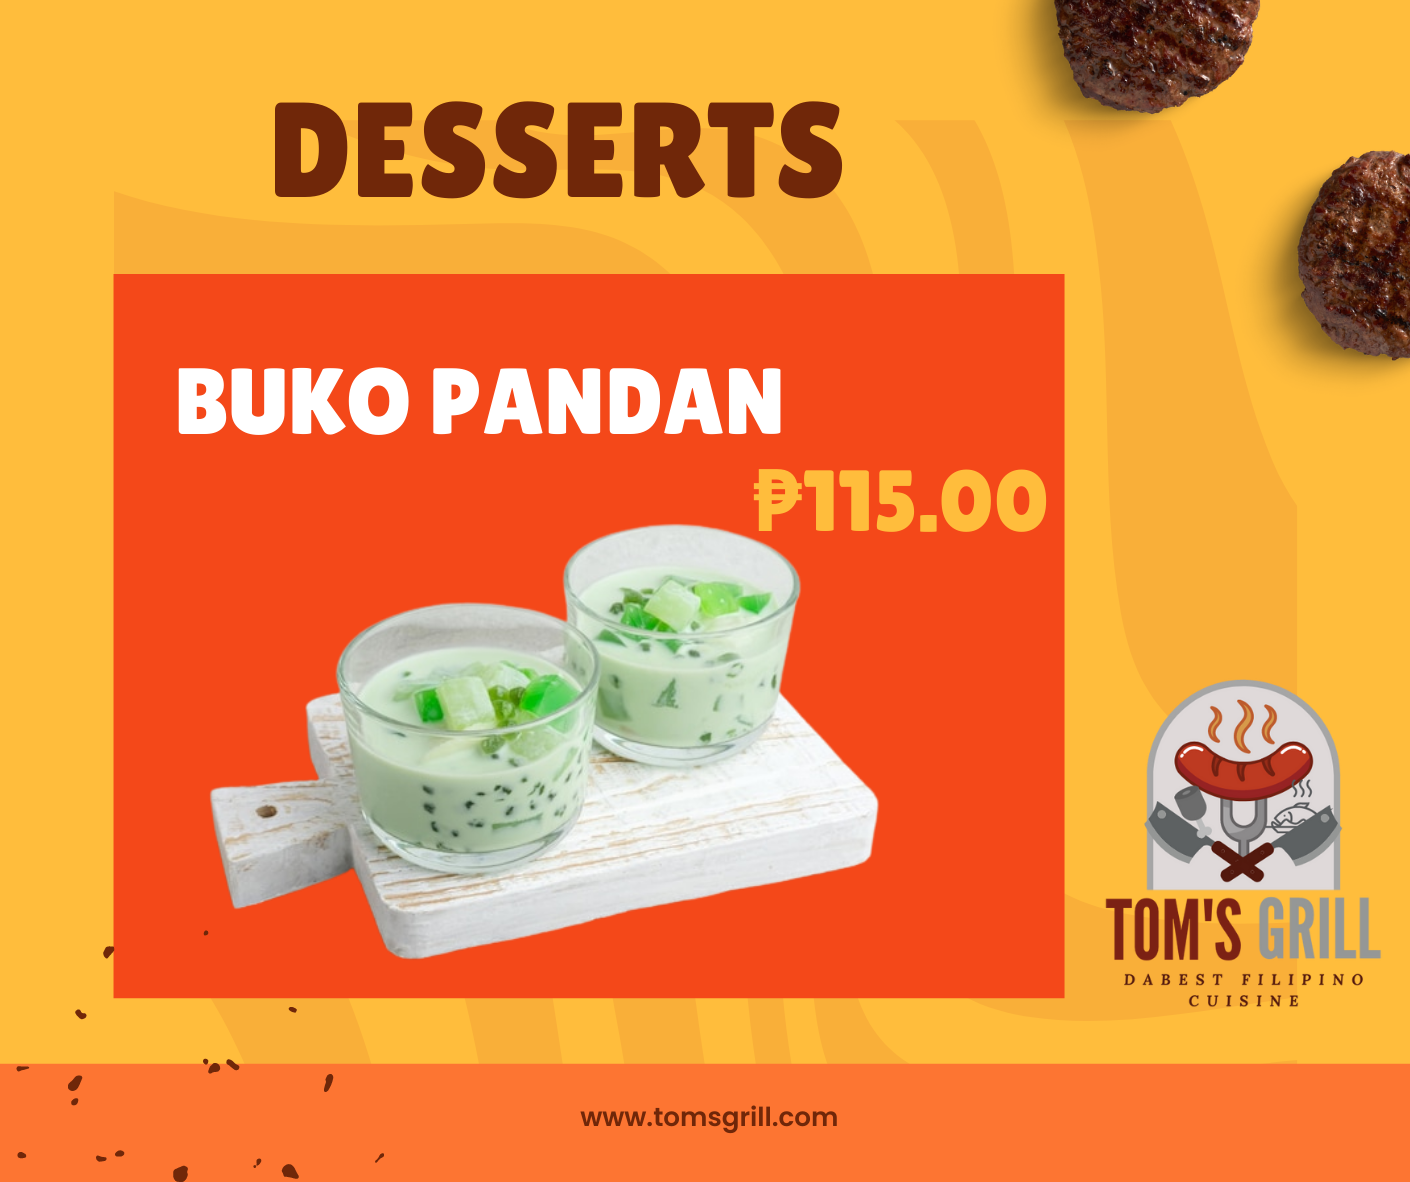 DESSERTS
BUKO PANDAN
₱115.00
TOM'S GRILL
DABEST FILIPINO
CUISINE
www.tomsgrill.com